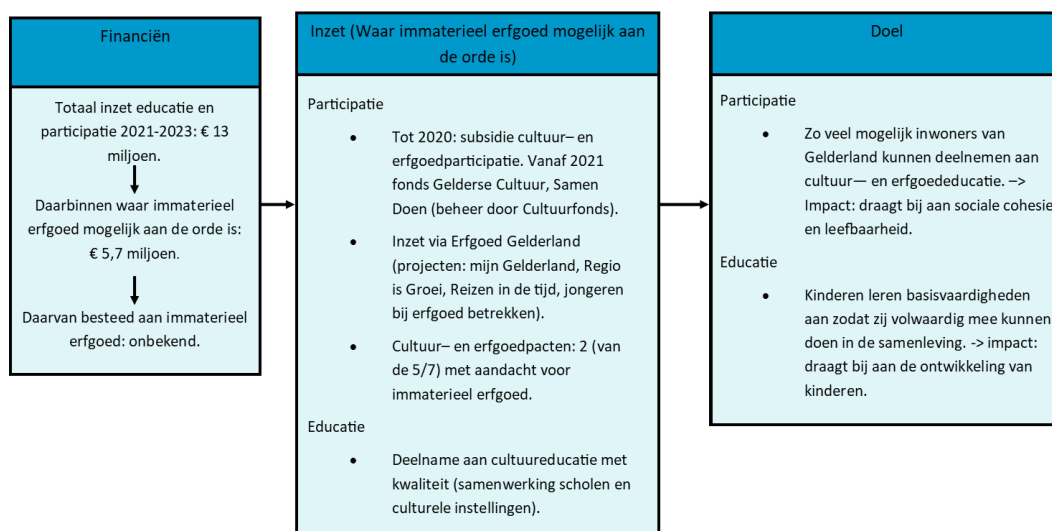 Financiën
Totaal inzet educatie en
participatie 2021-2023: € 13
miljoen.
Daarbinnen waar immaterieel
erfgoed mogelijk aan de orde is:
€ 5,7 miljoen.
Daarvan besteed aan immaterieel
erfgoed: onbekend.
Inzet (Waar immaterieel erfgoed mogelijk aan
de orde is)
Participatie
• Tot 2020: subsidie cultuur– en
erfgoedparticipatie. Vanaf 2021
fonds Gelderse Cultuur, Samen
Doen (beheer door Cultuurfonds).
• Inzet via Erfgoed Gelderland
(projecten: mijn Gelderland, Regio
is Groei, Reizen in de tijd, jongeren
bij erfgoed betrekken).
• Cultuur– en erfgoedpacten: 2 (van
de 5/7) met aandacht voor
immaterieel erfgoed.
Educatie
• Deelname aan cultuureducatie met
kwaliteit (samenwerking scholen en
culturele instellingen).
Doel
Participatie
• Zo veel mogelijk inwoners van
Gelderland kunnen deelnemen aan
cultuur— en erfgoededucatie. –>
Impact: draagt bij aan sociale cohesie
en leefbaarheid.
Educatie
• Kinderen leren basisvaardigheden
aan zodat zij volwaardig mee kunnen
doen in de samenleving. -> impact:
draagt bij aan de ontwikkeling van
kinderen.